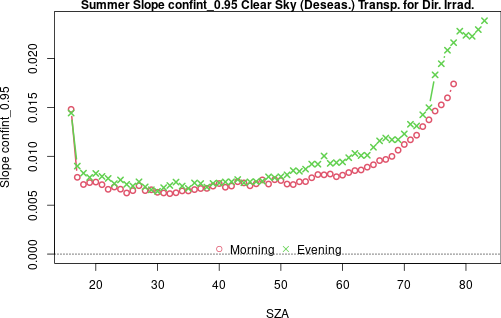 Summer Slope confint_0.95 Clear Sky (Deseas.) Transp. for Dir. Irrad.
Slope confint_0.95
0.020
0.015
0.010
0.005
0.000
Morning Evening
20 30 40 50 60 70 80
SZA